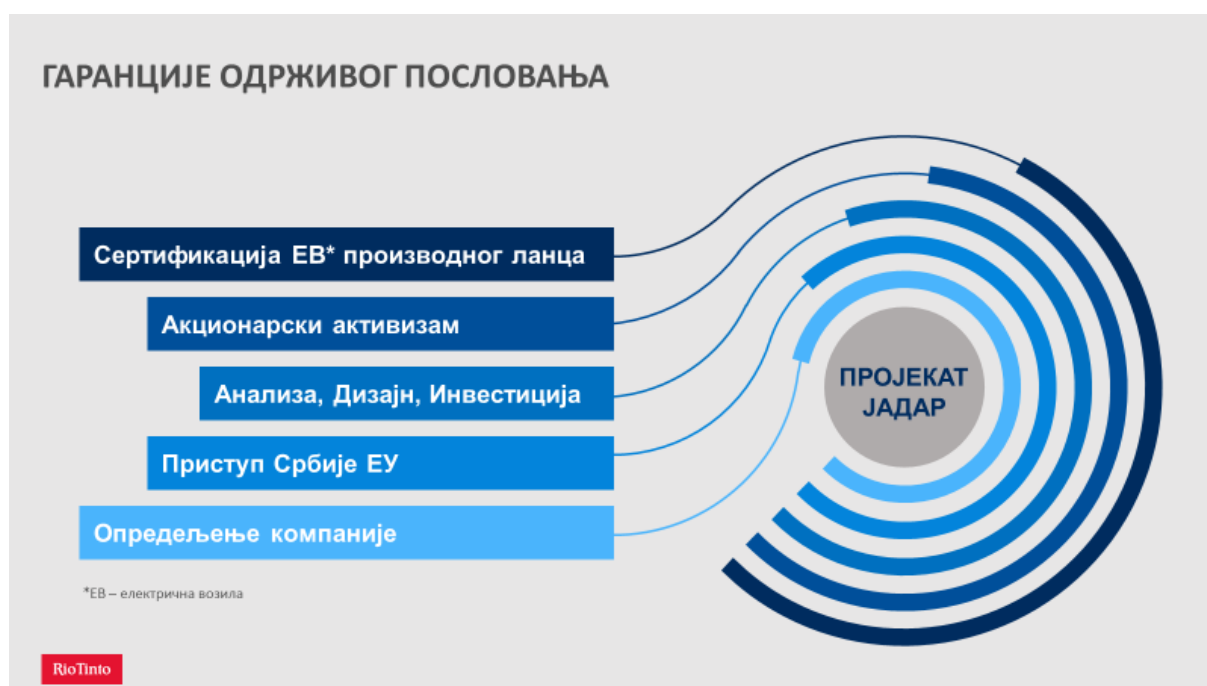 ГАРАНЦИЈЕ ОДРЖИВОГ ПОСЛОВАЊА
Сертификација ЕВ* производног ланца
Акционарски активизам
Анализа, Дизајн, Инвестиција
Приступ Србије ЕУ
Опредељење компаније
ПРОЈЕКАТ
ЈАДАР
*ЕВ – електрична возила
RioTinto